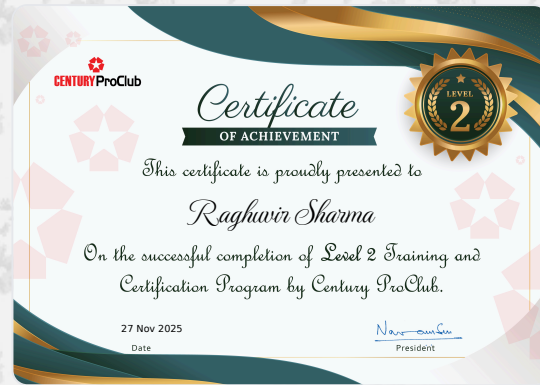 CENTURY ProClub
Certificate
OF ACHIEVEMENT
LEVEL
2
This certificate is proudly presented to
Raghuvir Sharma
On the successful completion of Level 2 Training and
Certification Program by Century ProClub.
27 Nov 2025
Date
President